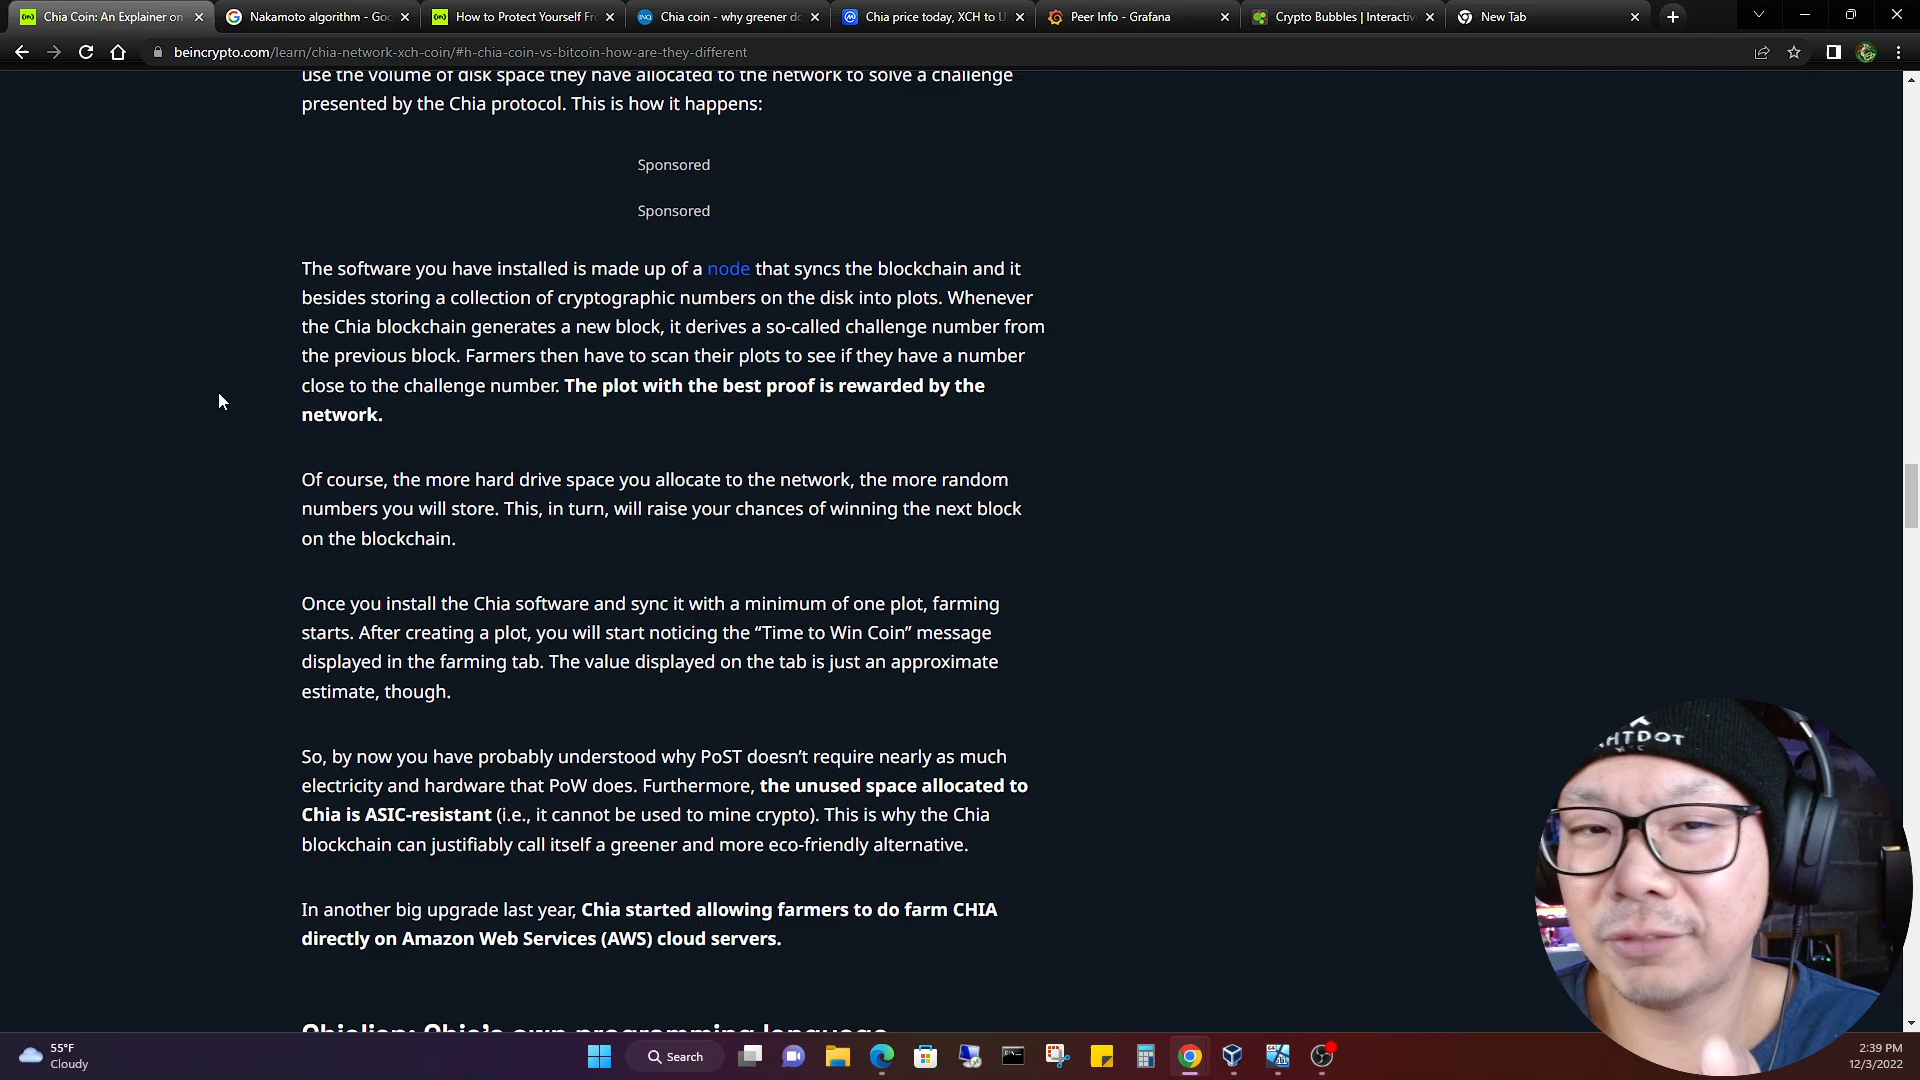 Chia Coin: An Explainer on
Nakamoto algorithm - Goo
How to Protect Yourself Fr
Chia coin - why greener do
Chia price today, XCH to U
Peer Info - Grafana
Crypto Bubbles | Interactiv
New Tab
beincrypto.com/learn/chia-network-xch-coin/#h-chia-coin-vs-bitcoin-how-are-they-different
use the volume of disk space they have allocated to the network to solve a challenge
presented by the Chia protocol. This is how it happens:
Sponsored
Sponsored
The software you have installed is made up of a node that syncs the blockchain and it
besides storing a collection of cryptographic numbers on the disk into plots. Whenever
the Chia blockchain generates a new block, it derives a so-called challenge number from
the previous block. Farmers then have to scan their plots to see if they have a number
close to the challenge number. The plot with the best proof is rewarded by the
network.
Of course, the more hard drive space you allocate to the network, the more random
numbers you will store. This, in turn, will raise your chances of winning the next block
on the blockchain.
Once you install the Chia software and sync it with a minimum of one plot, farming
starts. After creating a plot, you will start noticing the “Time to Win Coin” message
displayed in the farming tab. The value displayed on the tab is just an approximate
estimate, though.
So, by now you have probably understood why PoST doesn’t require nearly as much
electricity and hardware that PoW does. Furthermore, the unused space allocated to
Chia is ASIC-resistant (i.e., it cannot be used to mine crypto). This is why the Chia
blockchain can justifiably call itself a greener and more eco-friendly alternative.
In another big upgrade last year, Chia started allowing farmers to do farm CHIA
directly on Amazon Web Services (AWS) cloud servers.
Chialisp: Chia’s own programming language
HTDOT
55°F
Cloudy
Search
2:39 PM
12/3/2022